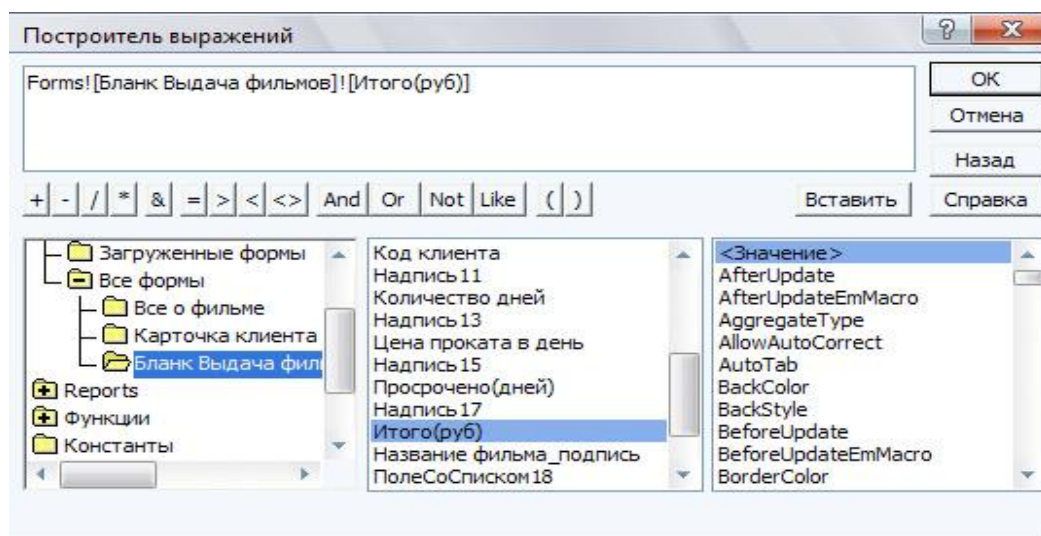 Построитель выражений
Forms![Бланк Выдача фильмов]![Итого(руб)]
OK
Отмена
Назад
+ - / * & = > < <> And Or Not Like ( ) Вставить Справка
Загруженные формы
Все формы
Все о фильме
Карточка клиента
Бланк Выдача фил
Reports
Функции
Константы
Код клиента
Надпись11
Количество дней
Надпись13
Цена проката в день
Надпись15
Просрочено(дней)
Надпись17
Итого(руб)
Название фильма_подпись
ПолеСоСписком18
<Значение>
AfterUpdate
AfterUpdateEmMacro
AggregateType
AllowAutoCorrect
AutoTab
BackColor
BackStyle
BeforeUpdate
BeforeUpdateEmMacro
BorderColor